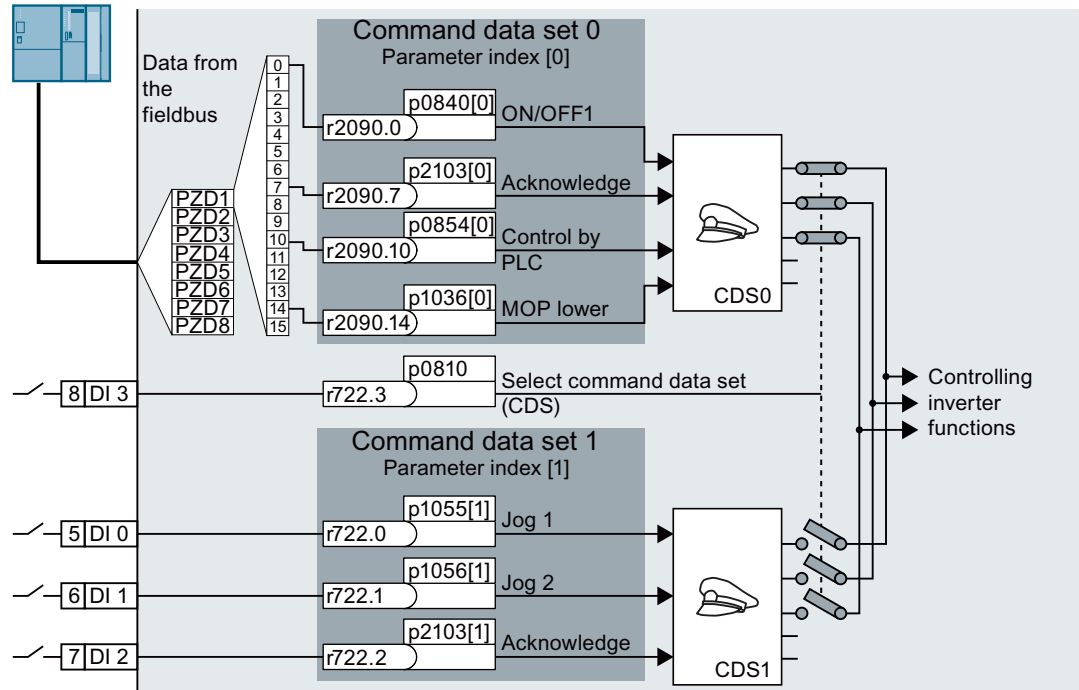 Command data set 0
Parameter index [0]
Data from
the
fieldbus
0
1
2
3
4
5
6
7
8
9
10
11
12
13
14
15
PZD1
PZD2
PZD3
PZD4
PZD5
PZD6
PZD7
PZD8
p0840[0]
r2090.0
ON/OFF1
p2103[0]
r2090.7
Acknowledge
p0854[0]
r2090.10
Control by
PLC
p1036[0]
r2090.14
MOP lower
CDS0
8 DI 3
p0810
r722.3
Select command data set
(CDS)
Controlling
inverter
functions
Command data set 1
Parameter index [1]
5 DI 0
p1055[1]
r722.0
Jog 1
6 DI 1
p1056[1]
r722.1
Jog 2
7 DI 2
p2103[1]
r722.2
Acknowledge
CDS1